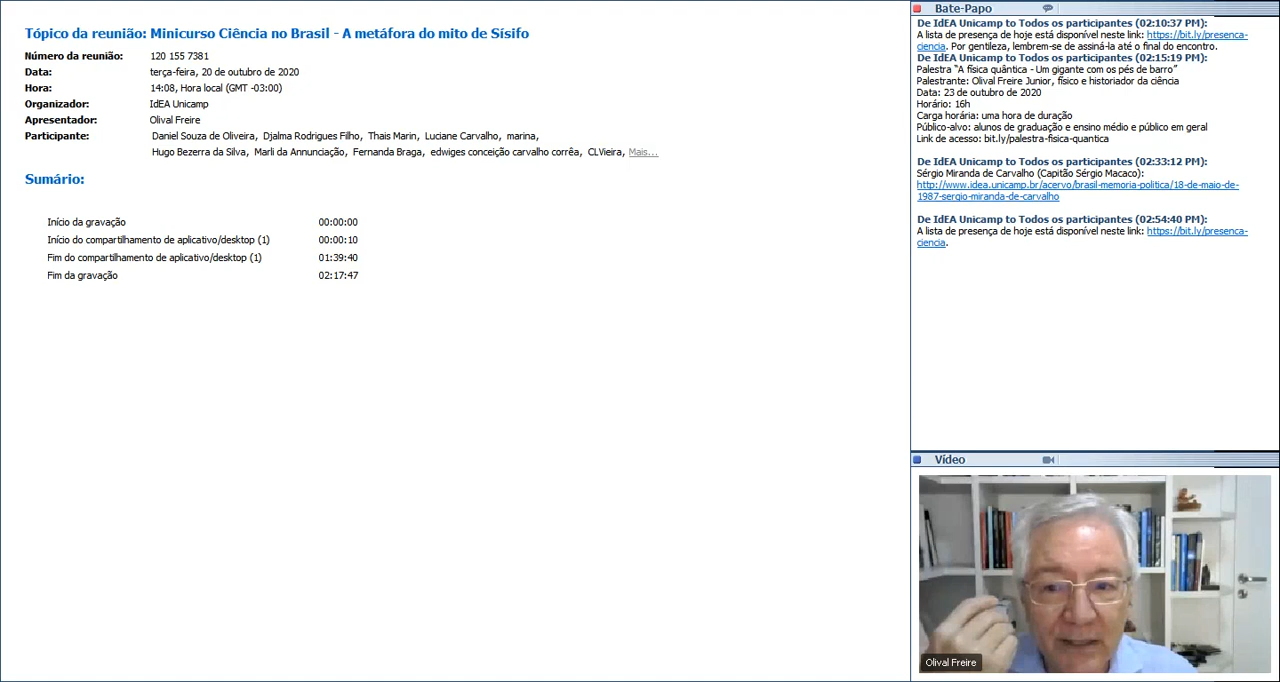 Tópico da reunião: Minicurso Ciência no Brasil - A metáfora do mito de Sísifo
Número da reunião: 120 155 7381
Data: terça-feira, 20 de outubro de 2020
Hora: 14:08, Hora local (GMT -03:00)
Organizador: IdEA Unicamp
Apresentador: Olival Freire
Participante: Daniel Souza de Oliveira, Djalma Rodrigues Filho, Thais Marin, Luciane Carvalho, marina,
Hugo Bezerra da Silva, Marli da Annunciação, Fernanda Braga, edwiges conceição carvalho corrêa, CLVieira, Mais...
Sumário:
Início da gravação 00:00:00
Início do compartilhamento de aplicativo/desktop (1) 00:00:10
Fim do compartilhamento de aplicativo/desktop (1) 01:39:40
Fim da gravação 02:17:47
Bate-Papo
De IdEA Unicamp to Todos os participantes (02:10:37 PM):
A lista de presença de hoje está disponível neste link: https://bit.ly/presenca-
ciencia. Por gentileza, lembrem-se de assiná-la até o final do encontro.
De IdEA Unicamp to Todos os participantes (02:15:19 PM):
Palestra “A física quântica - Um gigante com os pés de barro”
Palestrante: Olival Freire Junior, físico e historiador da ciência
Data: 23 de outubro de 2020
Horário: 16h
Carga horária: uma hora de duração
Público-alvo: alunos de graduação e ensino médio e público em geral
Link de acesso: bit.ly/palestra-fisica-quantica
De IdEA Unicamp to Todos os participantes (02:33:12 PM):
Sérgio Miranda de Carvalho (Capitão Sérgio Macaco):
http://www.idea.unicamp.br/acervo/brasil-memoria-politica/18-de-maio-de-
1987-sergio-miranda-de-carvalho
De IdEA Unicamp to Todos os participantes (02:54:40 PM):
A lista de presença de hoje está disponível neste link: https://bit.ly/presenca-
ciencia.
Vídeo
Olival Freire